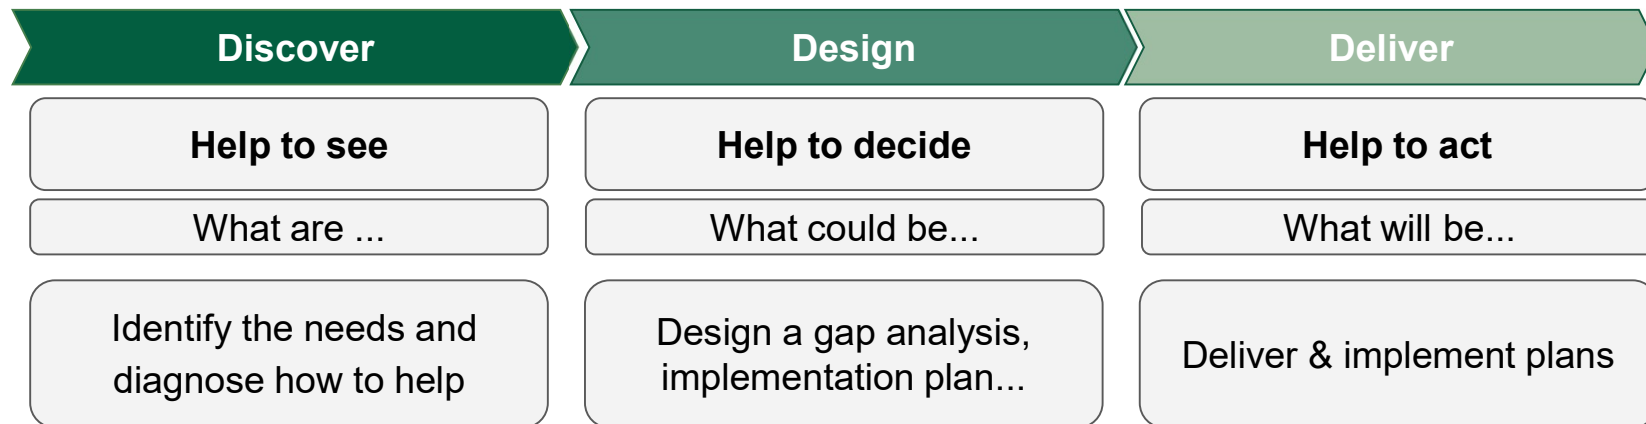 Discover
Design
Deliver
Help to see
Help to decide
Help to act
What are ...
What could be...
What will be...
Identify the needs and
diagnose how to help
Design a gap analysis,
implementation plan...
Deliver & implement plans